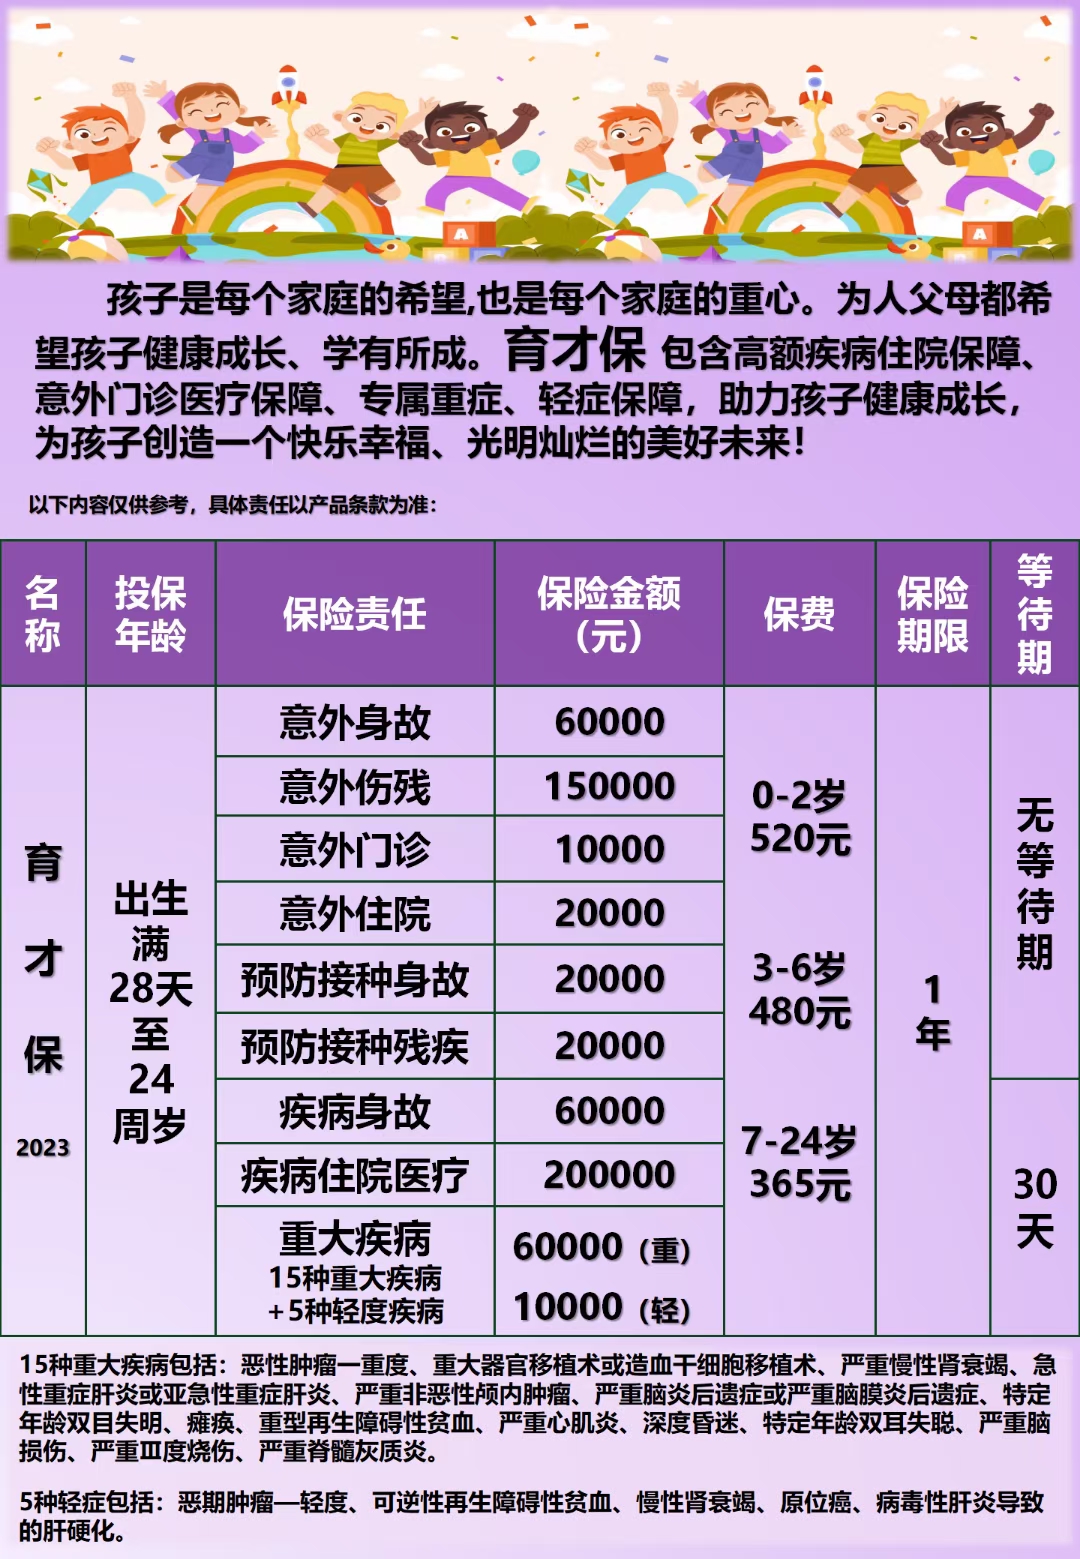 孩子是每个家庭的希望,也是每个家庭的重心。为人父母都希
望孩子健康成长、学有所成。育才保 包含高额疾病住院保障、
意外门诊医疗保障、专属重症、轻症保障，助力孩子健康成长，
为孩子创造一个快乐幸福、光明灿烂的美好未来！
以下内容仅供参考，具体责任以产品条款为准：
名称 投保年龄 保险责任 保险金额（元） 保费 保险期限 等待期
育才保 2023
出生满28天至24周岁
意外身故 60000
意外伤残 150000
意外门诊 10000
意外住院 20000
预防接种身故 20000
预防接种残疾 20000
疾病身故 60000
疾病住院医疗 200000
重大疾病
15种重大疾病
+5种轻度疾病
60000（重）
10000（轻）
0-2岁
520元
3-6岁
480元
7-24岁
365元
1年
无等待期
30天
15种重大疾病包括：恶性肿瘤一重度、重大器官移植术或造血干细胞移植术、严重慢性肾衰竭、急
性重症肝炎或亚急性重症肝炎、严重非恶性颅内肿瘤、严重脑炎后遗症或严重脑膜炎后遗症、特定
年龄双目失明、瘫痪、重型再生障碍性贫血、严重心肌炎、深度昏迷、特定年龄双耳失聪、严重脑
损伤、严重Ⅲ度烧伤、严重脊髓灰质炎。
5种轻症包括：恶期肿瘤—轻度、可逆性再生障碍性贫血、慢性肾衰竭、原位癌、病毒性肝炎导致
的肝硬化。
A
A